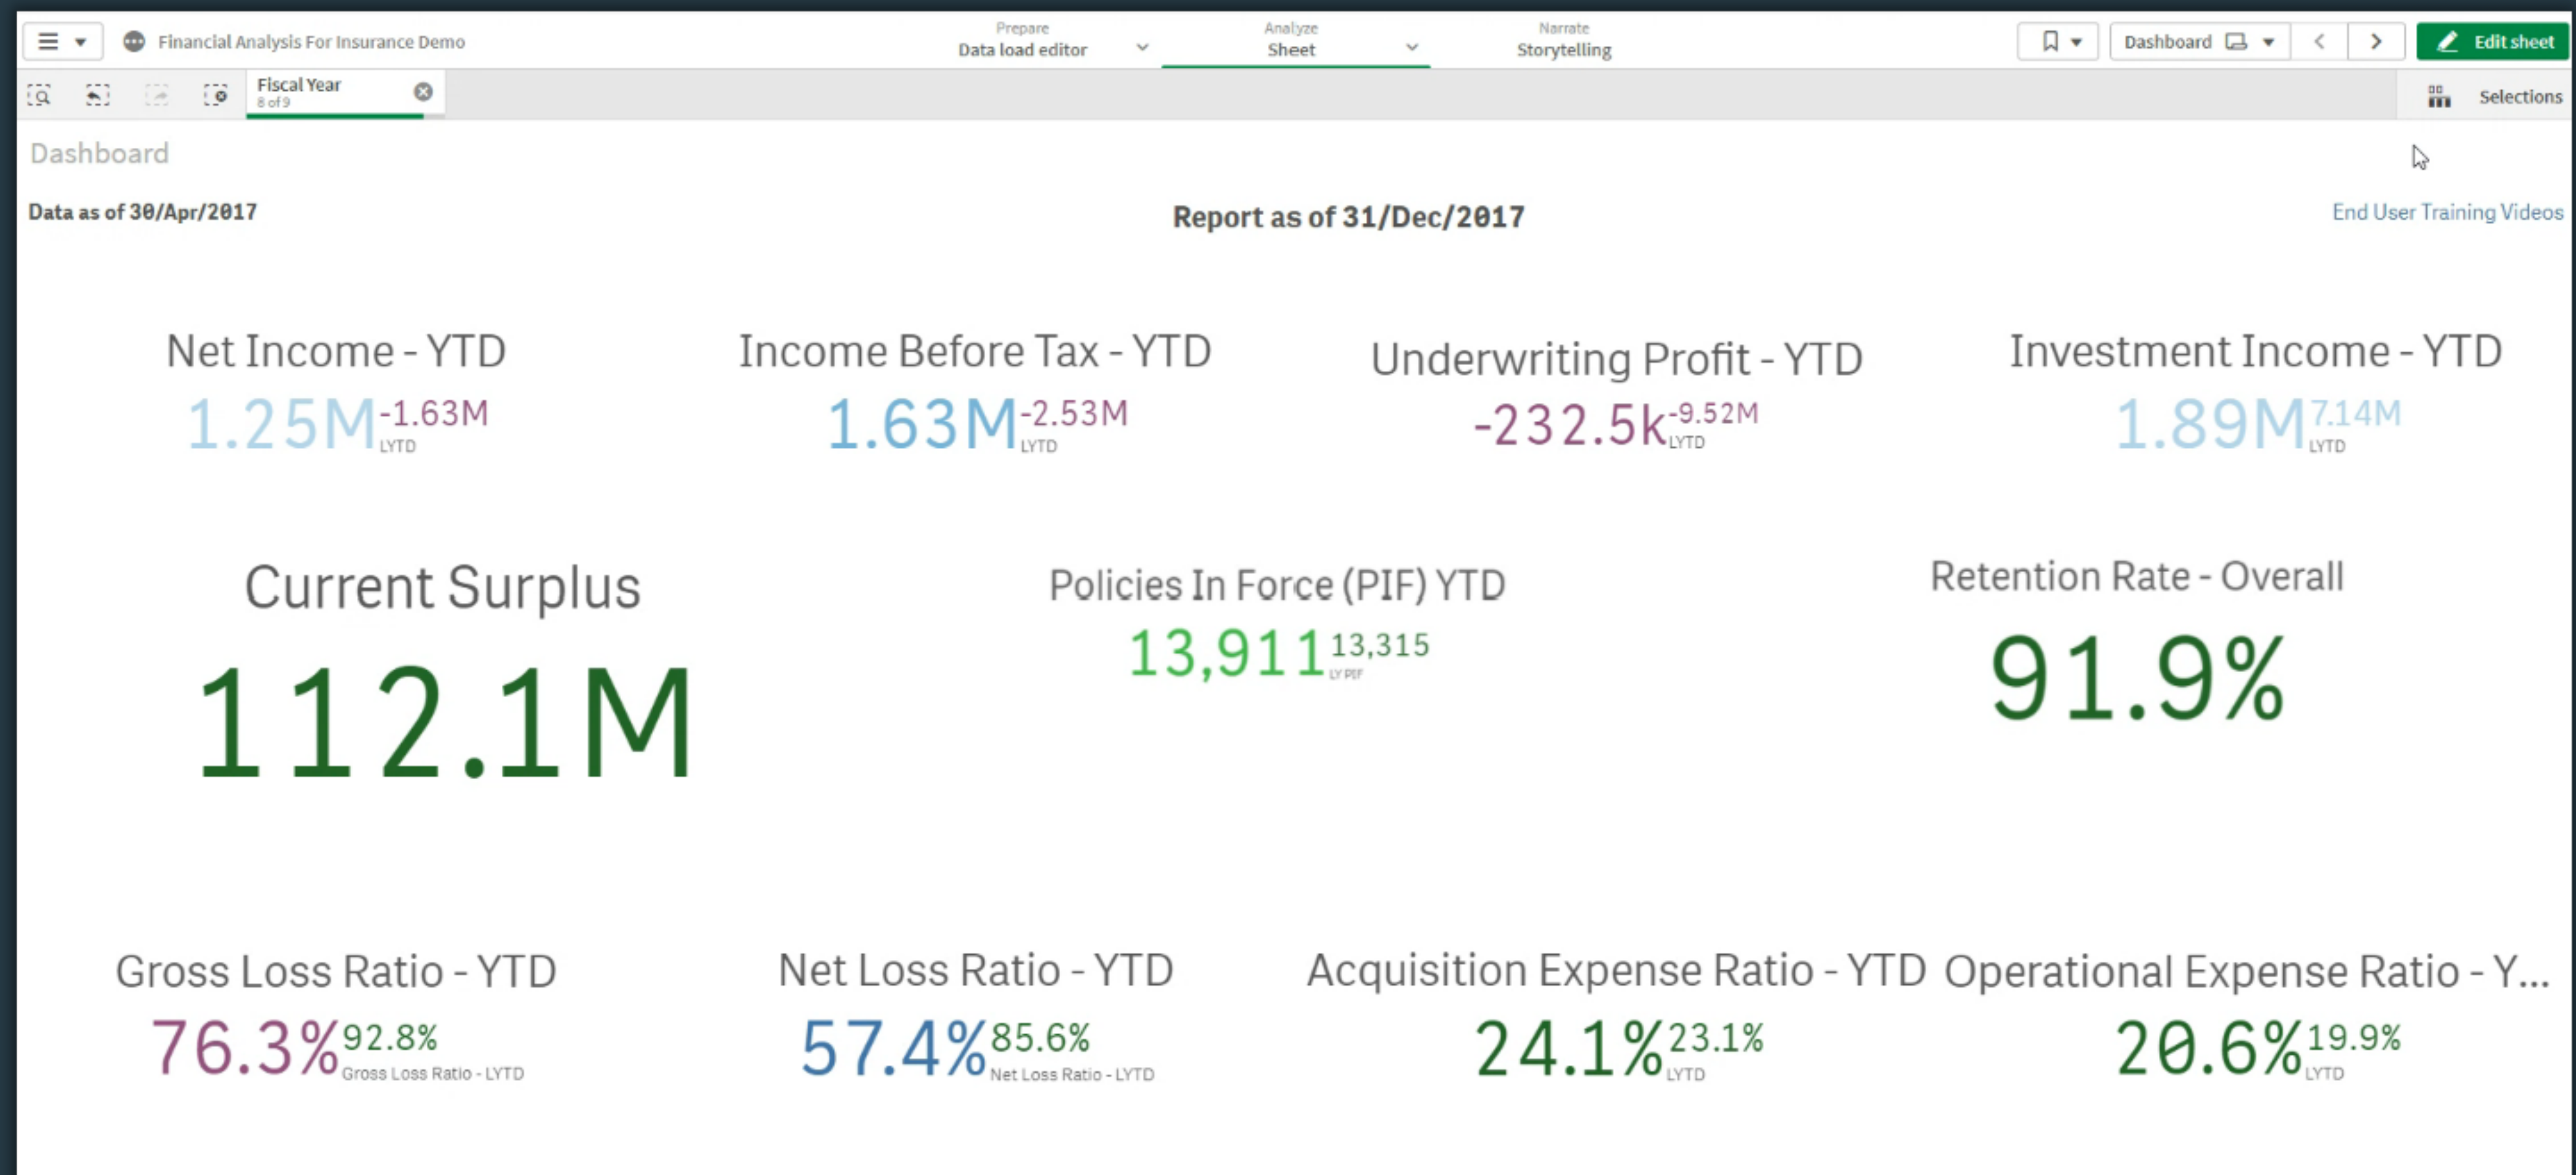 Financial Analysis For Insurance Demo
Prepare
Data load editor
Analyze
Sheet
Narrate
Storytelling
Dashboard
Edit sheet
Fiscal Year
8 of 9
Selections
Dashboard
Data as of 30/Apr/2017
Report as of 31/Dec/2017
End User Training Videos
Net Income - YTD
1.25M -1.63M
LYTD
Income Before Tax - YTD
1.63M -2.53M
LYTD
Underwriting Profit - YTD
-232.5k -9.52M
LYTD
Investment Income - YTD
1.89M 7.14M
LYTD
Current Surplus
112.1M
Policies In Force (PIF) YTD
13,911 13,315
LY PIF
Retention Rate - Overall
91.9%
Gross Loss Ratio - YTD
76.3% 92.8%
Gross Loss Ratio - LYTD
Net Loss Ratio - YTD
57.4% 85.6%
Net Loss Ratio - LYTD
Acquisition Expense Ratio - YTD
24.1% 23.1%
LYTD
Operational Expense Ratio - Y...
20.6% 19.9%
LYTD